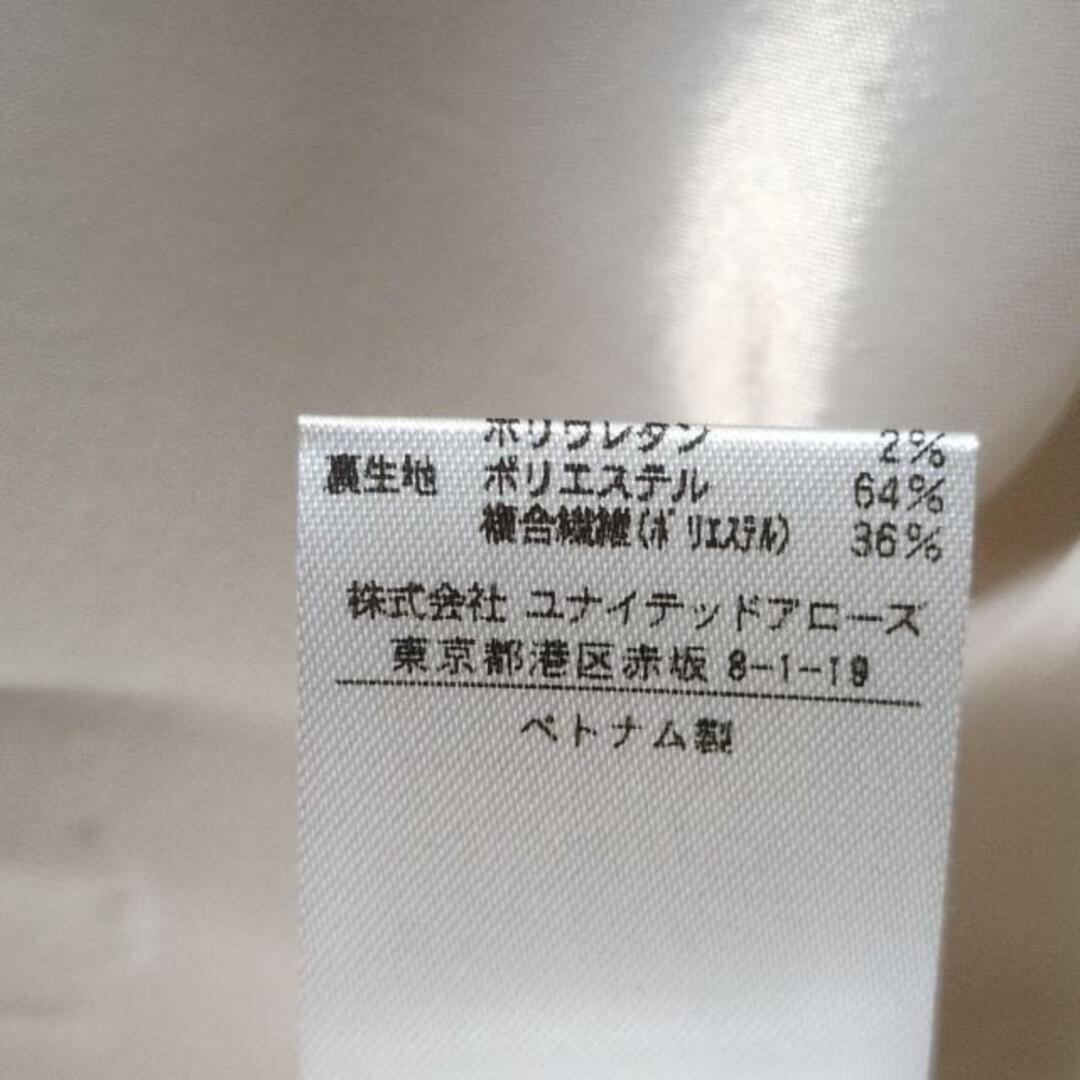 ポリウレタン 2%
裏生地 ポリエステル 64%
複合繊維(ポリエステル) 36%
株式会社 ユナイテッドアローズ
東京都港区赤坂 8-1-19
ベトナム製